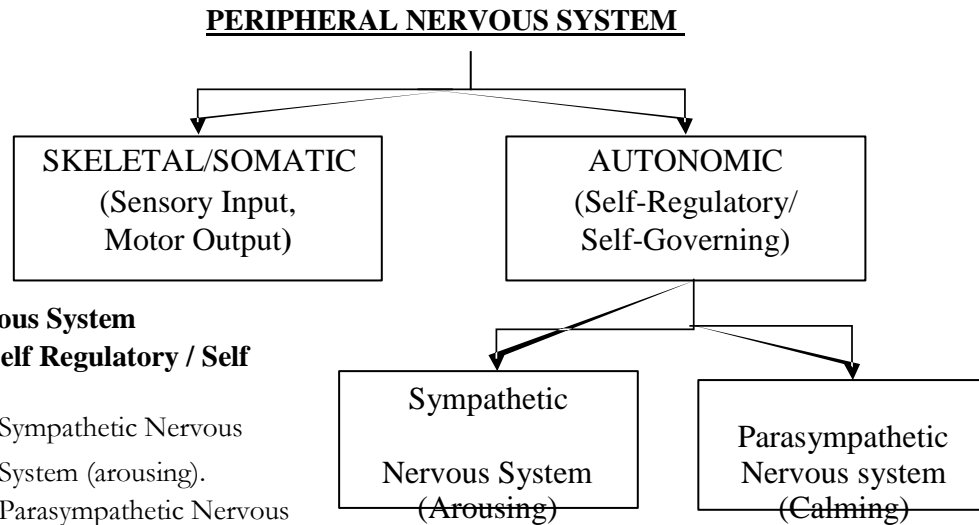 PERIPHERAL NERVOUS SYSTEM
SKELETAL/SOMATIC
(Sensory Input,
Motor Output)
AUTONOMIC
(Self-Regulatory/
Self-Governing)
ous System
elf Regulatory / Self
Sympathetic Nervous
System (arousing).
Parasympathetic Nervous
Sympathetic
Nervous System
(Arousing)
Parasympathetic
Nervous system
(Calming)